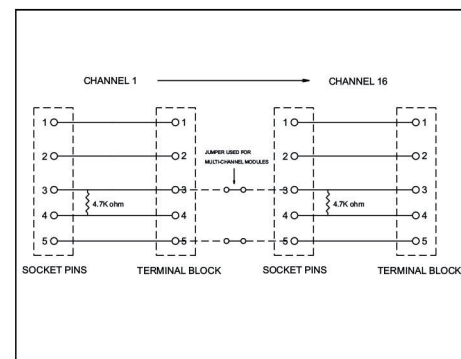 CHANNEL 1
CHANNEL 16
1 1 1 1
JUMPER USED FOR
MULTI-CHANNEL MODULES
2 2 2 2
3 3 3 3
4.7K ohm 4.7K ohm
4 4 4 4
5 5 5 5
SOCKET PINS TERMINAL BLOCK SOCKET PINS TERMINAL BLOCK